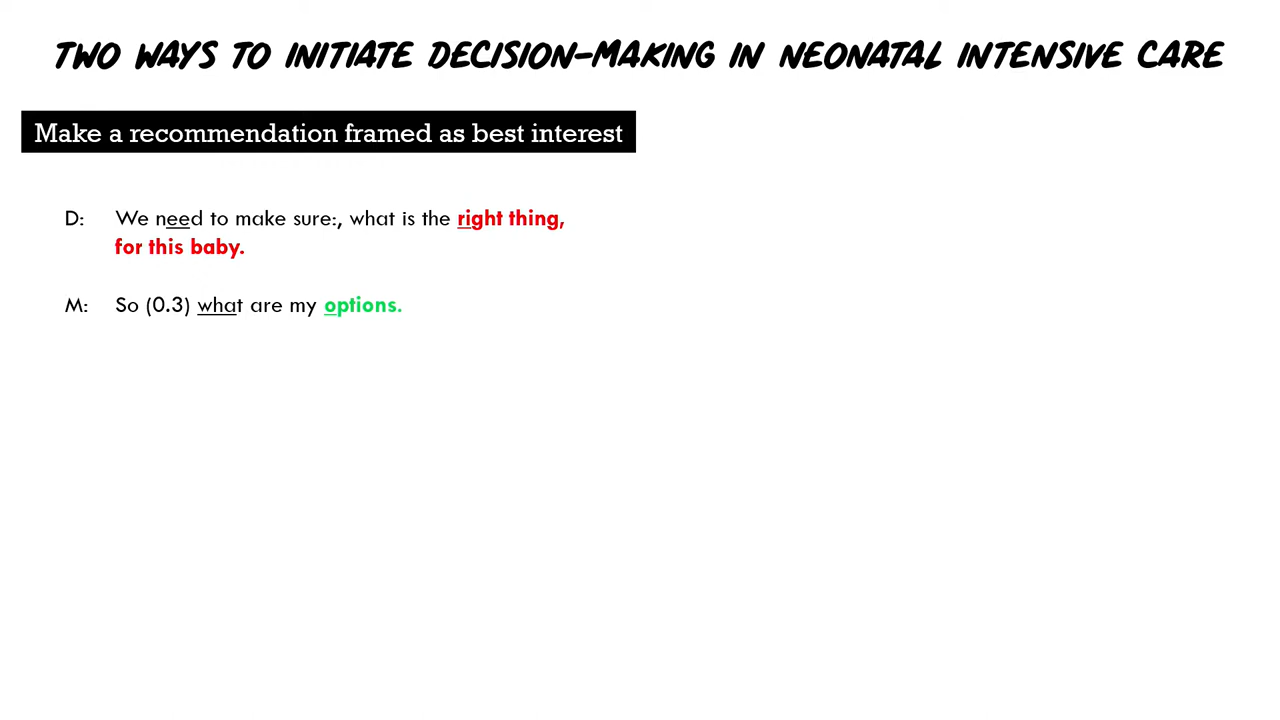 TWO WAYS TO INITIATE DECISION-MAKING IN NEONATAL INTENSIVE CARE
Make a recommendation framed as best interest
D: We need to make sure:, what is the right thing,
for this baby.
M: So (0.3) what are my options.